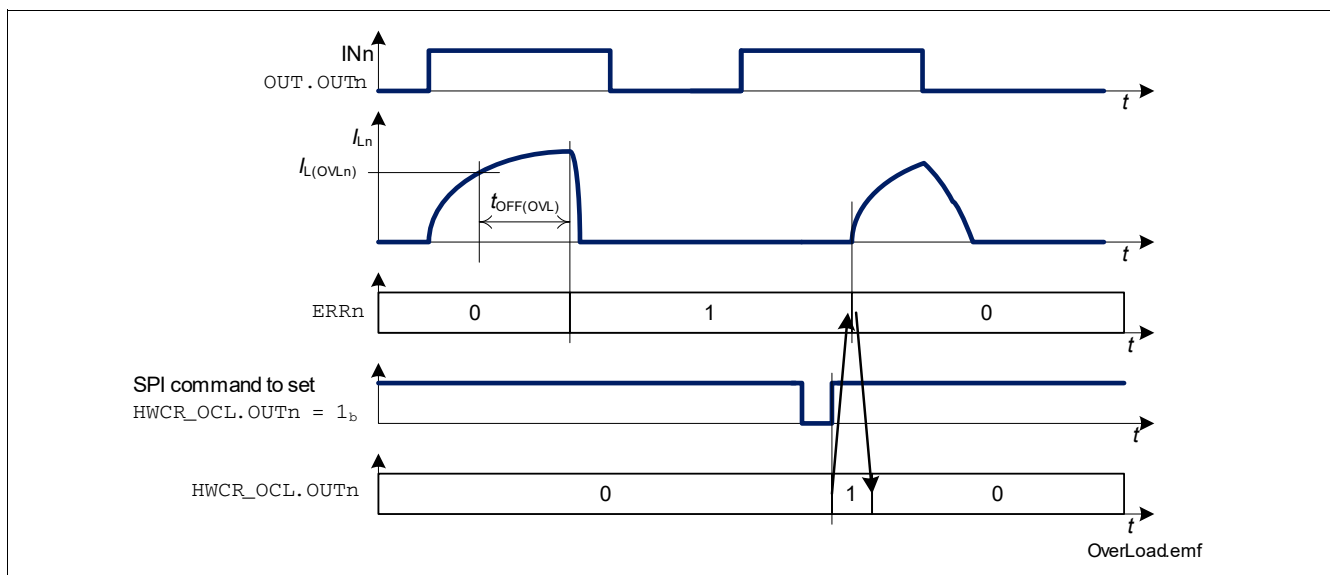 INn
OUT.OUTn
t
ILn
IL(OVLn)
tOFF(OVL)
t
ERRn
0 1 0
t
SPI command to set
HWCR_OCL.OUTn = 1b
t
HWCR_OCL.OUTn
0 1 0
t
OverLoad.emf